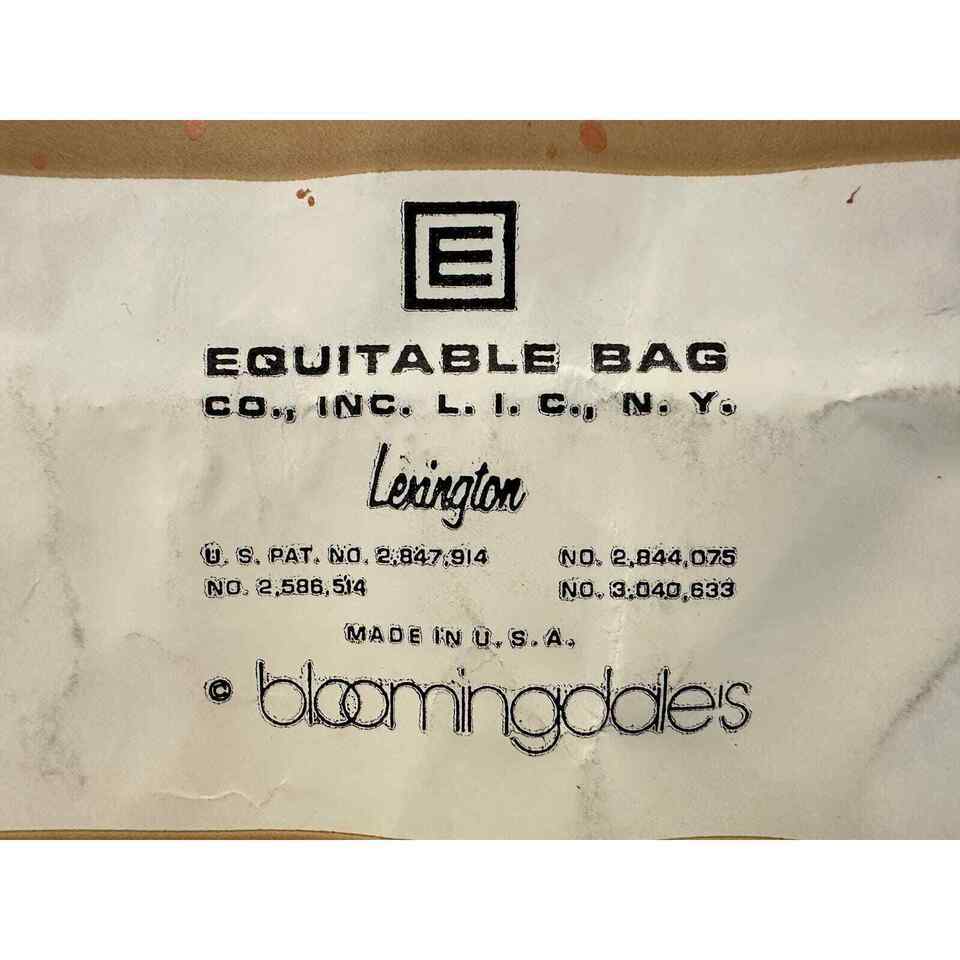 E
EQUITABLE BAG
CO., INC. L. I. C., N. Y.
Lexington
U. S. PAT. NO. 2,847,914 NO. 2,844,075
NO. 2,586,514 NO. 3,040,633
MADE IN U. S. A.
© bloomingdale's